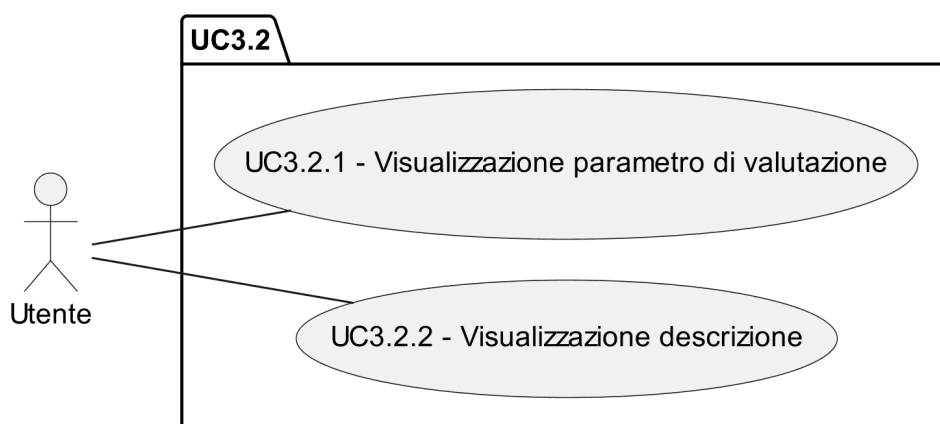 UC3.2
UC3.2.1 - Visualizzazione parametro di valutazione
Utente
UC3.2.2 - Visualizzazione descrizione